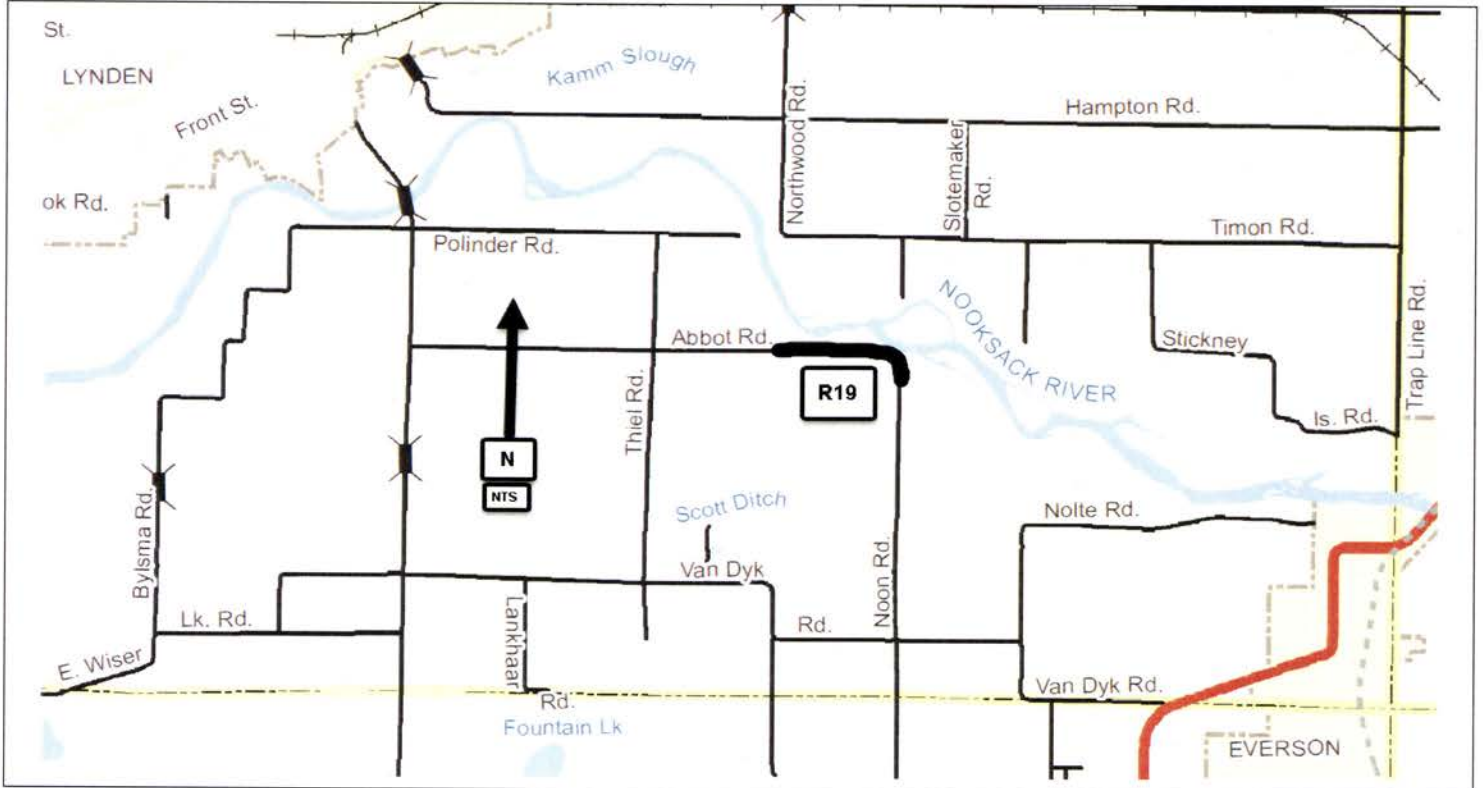 St.
LYNDEN
Front St.
ok Rd.
Kamm Slough
Northwood Rd.
Hampton Rd.
Slotemaker
Rd.
Polinder Rd.
Timon Rd.
NOOKSACK RIVER
Trap Line Rd.
Abbot Rd.
Stickney
R19
Thiel Rd.
Is. Rd.
N
NTS
Bylsma Rd.
Scott Ditch
Nolte Rd.
Van Dyk
Noon Rd.
Lk. Rd.
Lankhaar
Rd.
E. Wiser
Van Dyk Rd.
Rd.
Fountain Lk
EVERSON